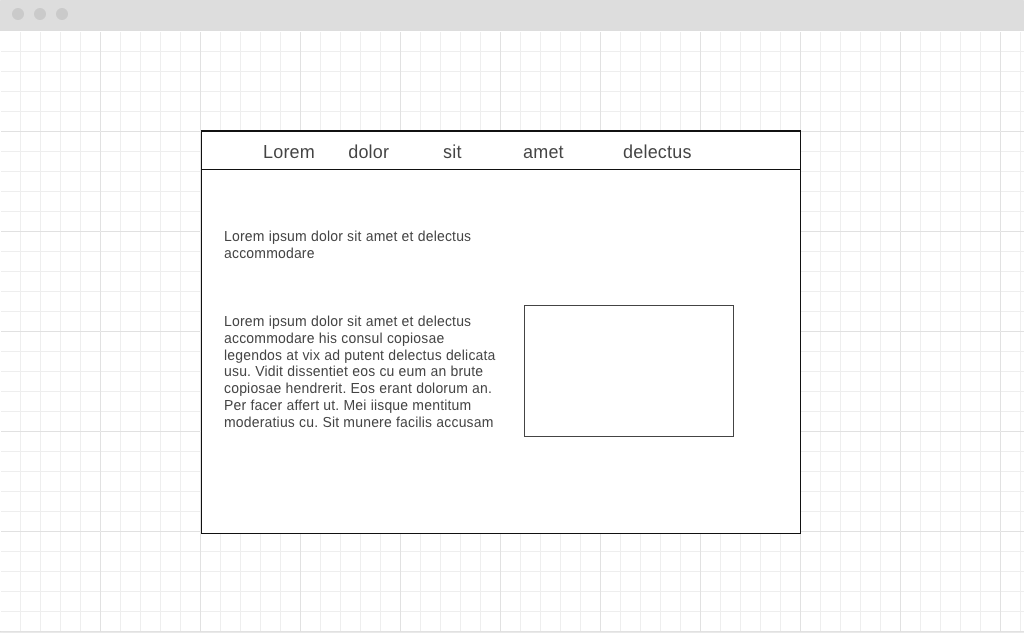 Lorem dolor sit amet delectus
Lorem ipsum dolor sit amet et delectus
accommodare
Lorem ipsum dolor sit amet et delectus
accommodare his consul copiosae
legendos at vix ad putent delectus delicata
usu. Vidit dissentiet eos cu eum an brute
copiosae hendrerit. Eos erant dolorum an.
Per facer affert ut. Mei iisque mentitum
moderatius cu. Sit munere facilis accusam